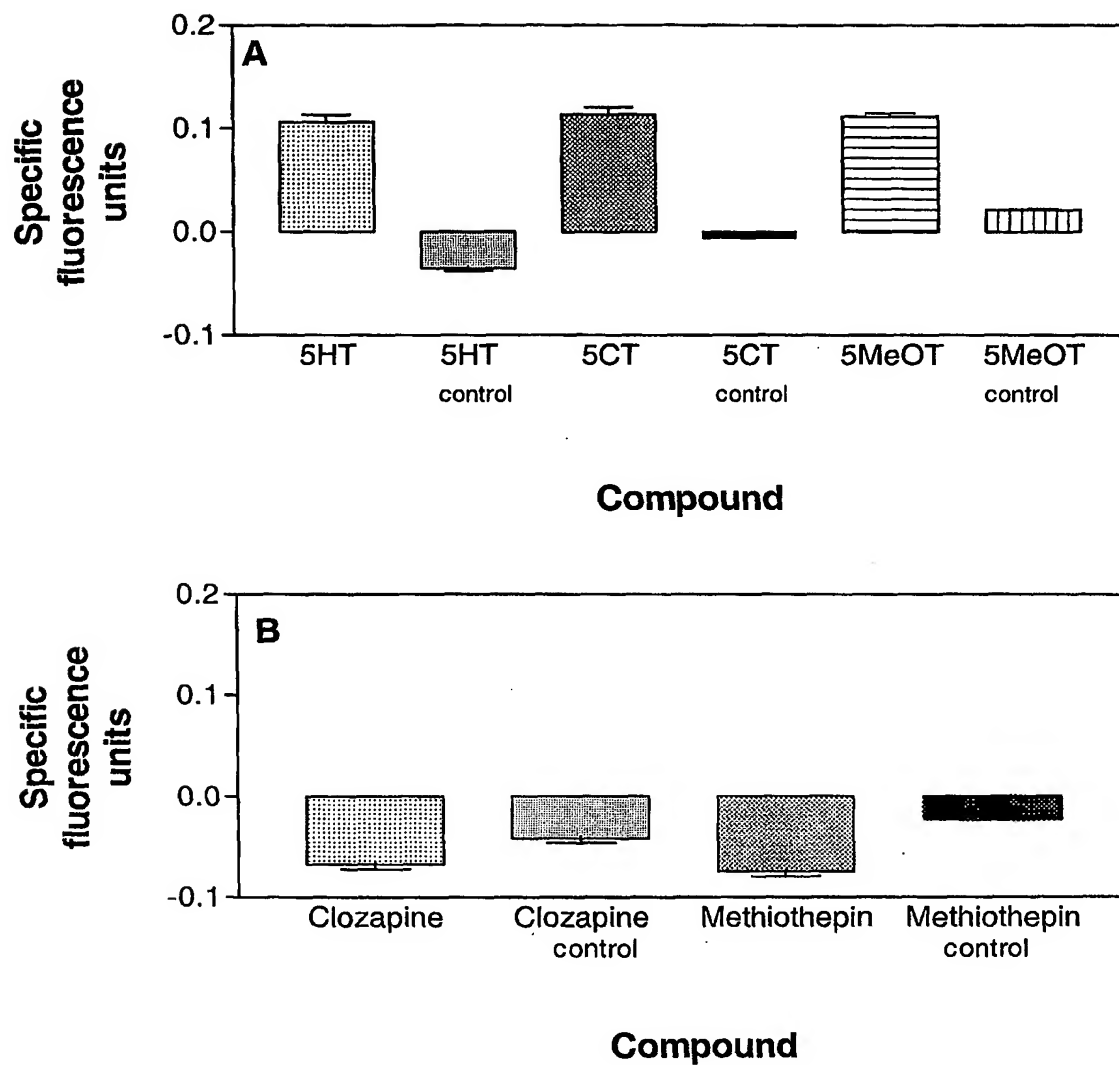 A
Specific
fluorescence
units
0.2
0.1
0.0
-0.1
5HT 5HT 5CT 5CT 5MeOT 5MeOT
control control control
Compound
B
Specific
fluorescence
units
0.2
0.1
0.0
-0.1
Clozapine Clozapine Methiothepin Methiothepin
control control
Compound